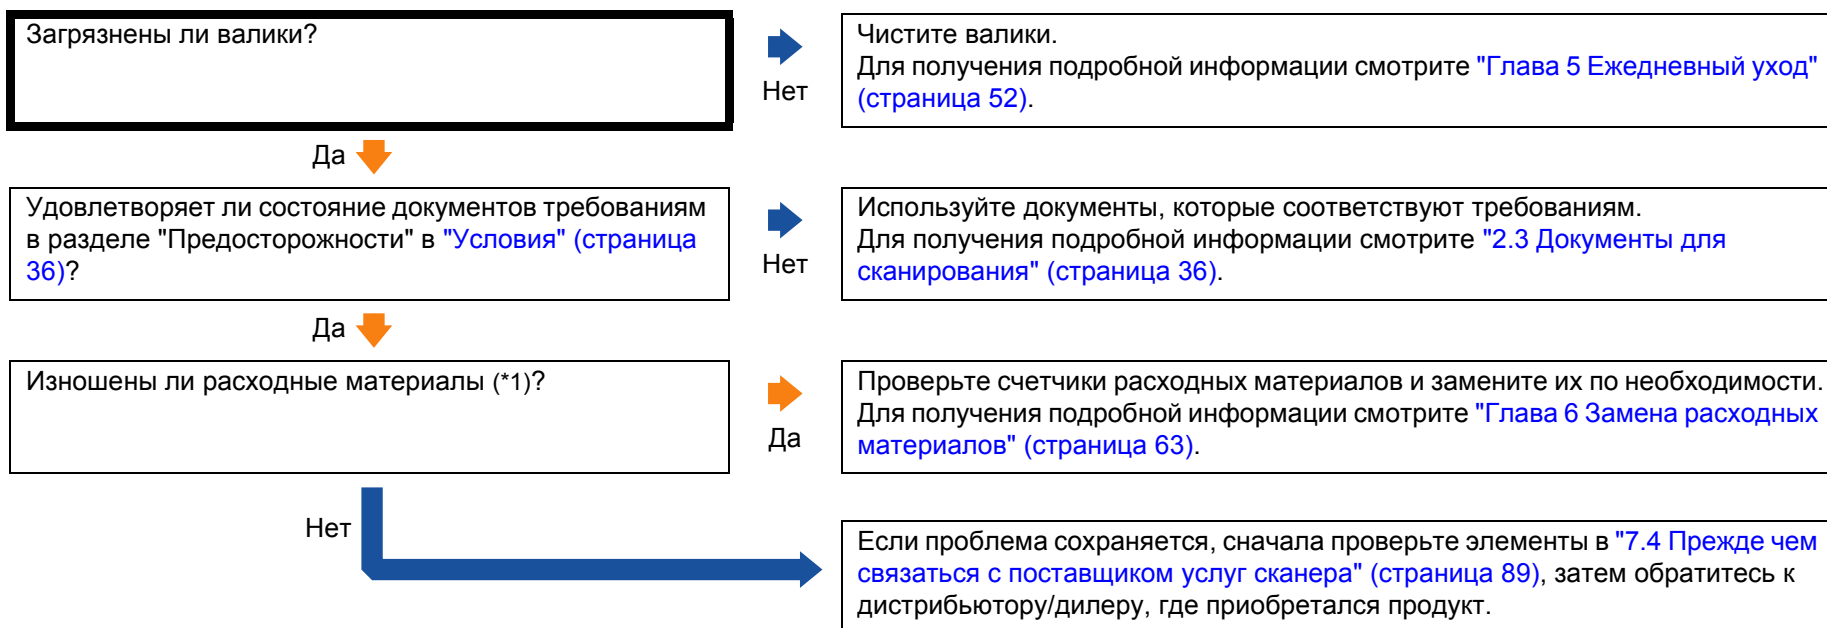 Загрязнены ли валики?
Нет
Чистите валики.
Для получения подробной информации смотрите "Глава 5 Ежедневный уход"
(страница 52).
Да
Удовлетворяет ли состояние документов требованиям
в разделе "Предосторожности" в "Условия" (страница
36)?
Нет
Используйте документы, которые соответствуют требованиям.
Для получения подробной информации смотрите "2.3 Документы для
сканирования" (страница 36).
Да
Изношены ли расходные материалы (*1)?
Да
Проверьте счетчики расходных материалов и замените их по необходимости.
Для получения подробной информации смотрите "Глава 6 Замена расходных
материалов" (страница 63).
Нет
Если проблема сохраняется, сначала проверьте элементы в "7.4 Прежде чем
связаться с поставщиком услуг сканера" (страница 89), затем обратитесь к
дистрибьютору/дилеру, где приобретался продукт.